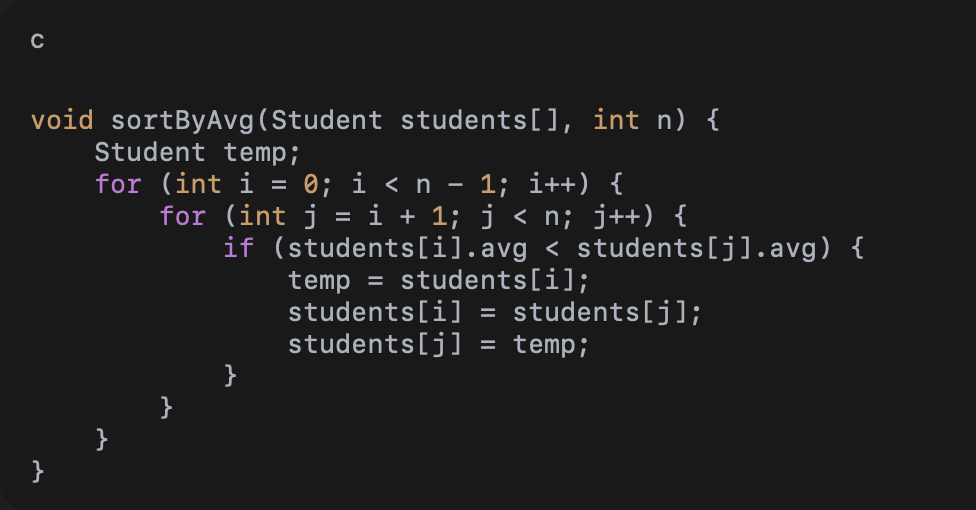 c
void sortByAvg(Student students[], int n) {
    Student temp;
    for (int i = 0; i < n - 1; i++) {
        for (int j = i + 1; j < n; j++) {
            if (students[i].avg < students[j].avg) {
                temp = students[i];
                students[i] = students[j];
                students[j] = temp;
            }
        }
    }
}